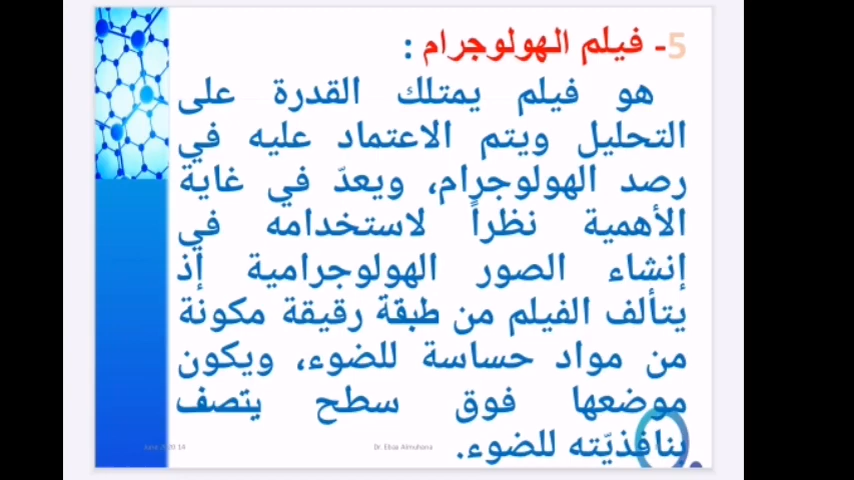 5- فيلم الهولوجرام :
هو فيلم يمتلك القدرة على
التحليل ويتم الاعتماد عليه في
رصد الهولوجرام، ويعدّ في غاية
الأهمية نظراً لاستخدامه في
إنشاء الصور الهولوجرامية إذ
يتألف الفيلم من طبقة رقيقة مكونة
من مواد حساسة للضوء، ويكون
موضعها فوق سطح يتصف
بنافذيّته للضوء.
Dr. Ebaa Almuhana